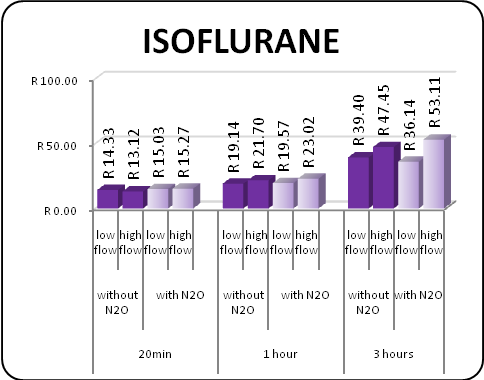 ISOFLURANE
R 100.00
R 50.00
R 0.00
R 14.33
R 13.12
R 15.03
R 15.27
R 19.14
R 21.70
R 19.57
R 23.02
R 39.40
R 47.45
R 36.14
R 53.11
low flow
high flow
low flow
high flow
low flow
high flow
low flow
high flow
low flow
high flow
low flow
high flow
without N2O
with N2O
without N2O
with N2O
without N2O
with N2O
20min
1 hour
3 hours